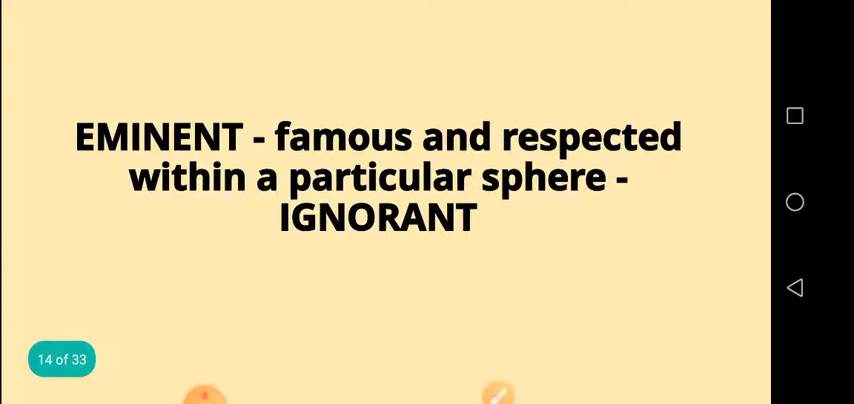 EMINENT - famous and respected
within a particular sphere -
IGNORANT
14 of 33